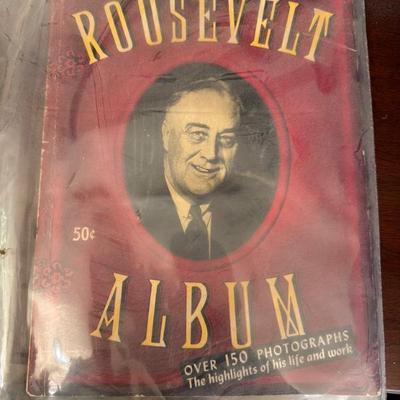 ROOSEVELT
50¢
ALBUM
OVER 150 PHOTOGRAPHS
The highlights of his life and work